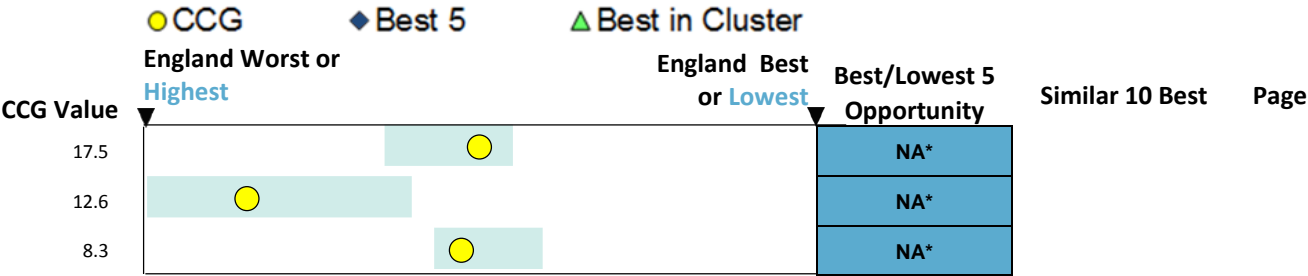 CCG Best 5 Best in Cluster
England Worst or
Highest
England Best
or Lowest
Best/Lowest 5
Opportunity
CCG Value
Similar 10 Best
Page
17.5 NA*
12.6 NA*
8.3 NA*